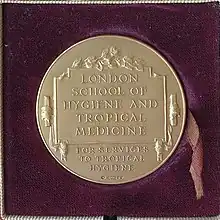 LONDON
SCHOOL OF
HYGIENE AND
TROPICAL
MEDICINE
FOR SERVICES
TO TROPICAL
HYGIENE